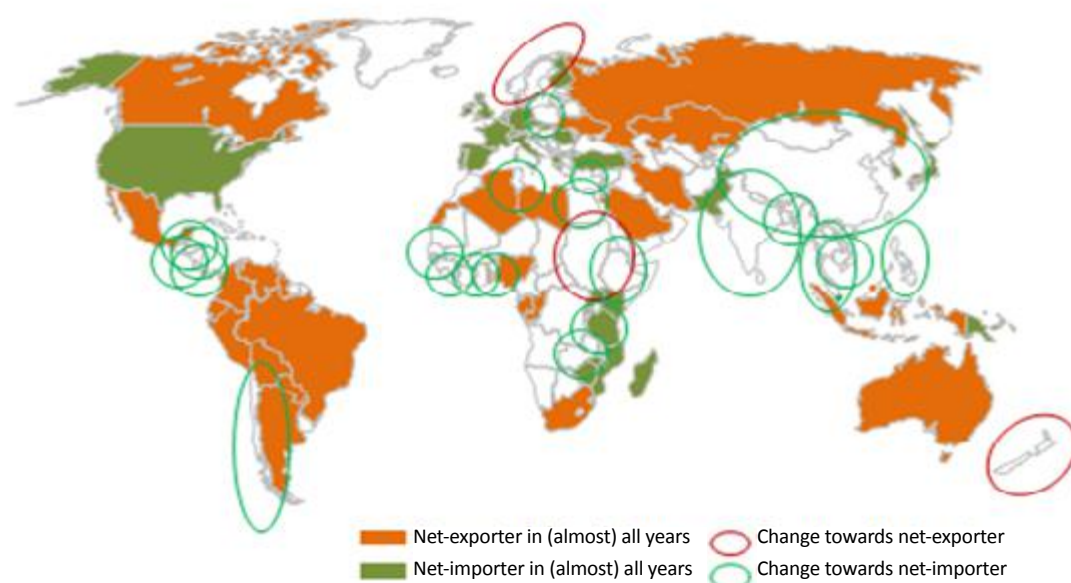 Net-exporter in (almost) all years
Change towards net-exporter
Net-importer in (almost) all years
Change towards net-importer